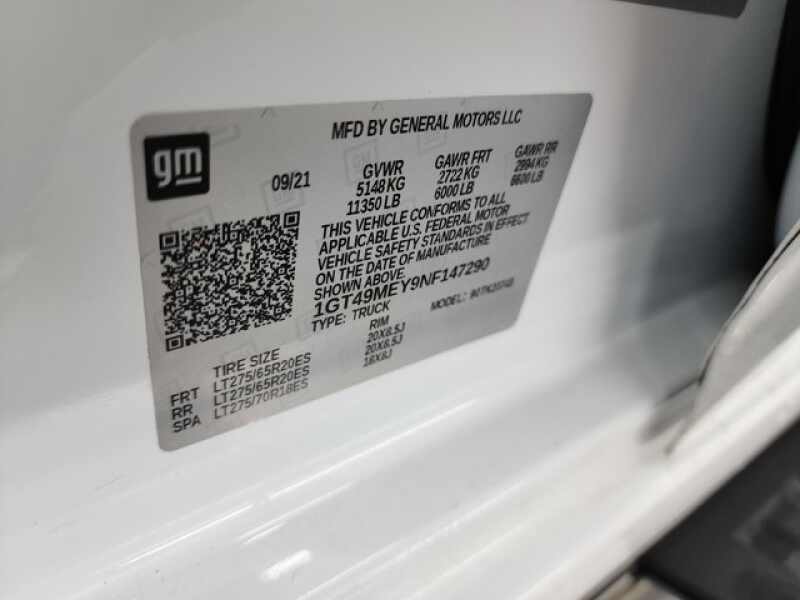 gm
MFD BY GENERAL MOTORS LLC
09/21
GVWR GAWR FRT GAWR RR
5148 KG 2722 KG 2994 KG
11350 LB 6000 LB 6600 LB
THIS VEHICLE CONFORMS TO ALL
APPLICABLE U.S. FEDERAL MOTOR
VEHICLE SAFETY STANDARDS IN EFFECT
ON THE DATE OF MANUFACTURE
SHOWN ABOVE.
1GT49MEY9NF147290
TYPE: TRUCK MODEL:
TIRE SIZE RIM
FRT LT275/65R20ES 20X8.5J
RR LT275/65R20ES 20X8.5J
SPA LT275/70R18ES 18X8J